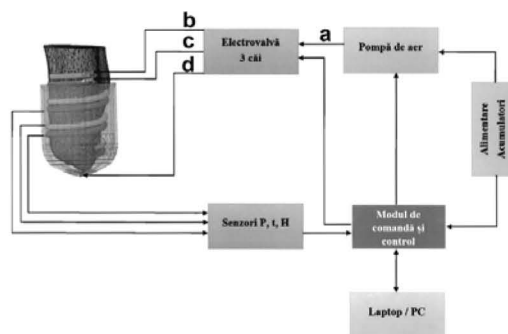 b
c
d
Electrovalvă
3 căi
a
Pompă de aer
Alimentare
Acumulatori
Senzori P, t, H
Modul de
comandă și
control
Laptop / PC